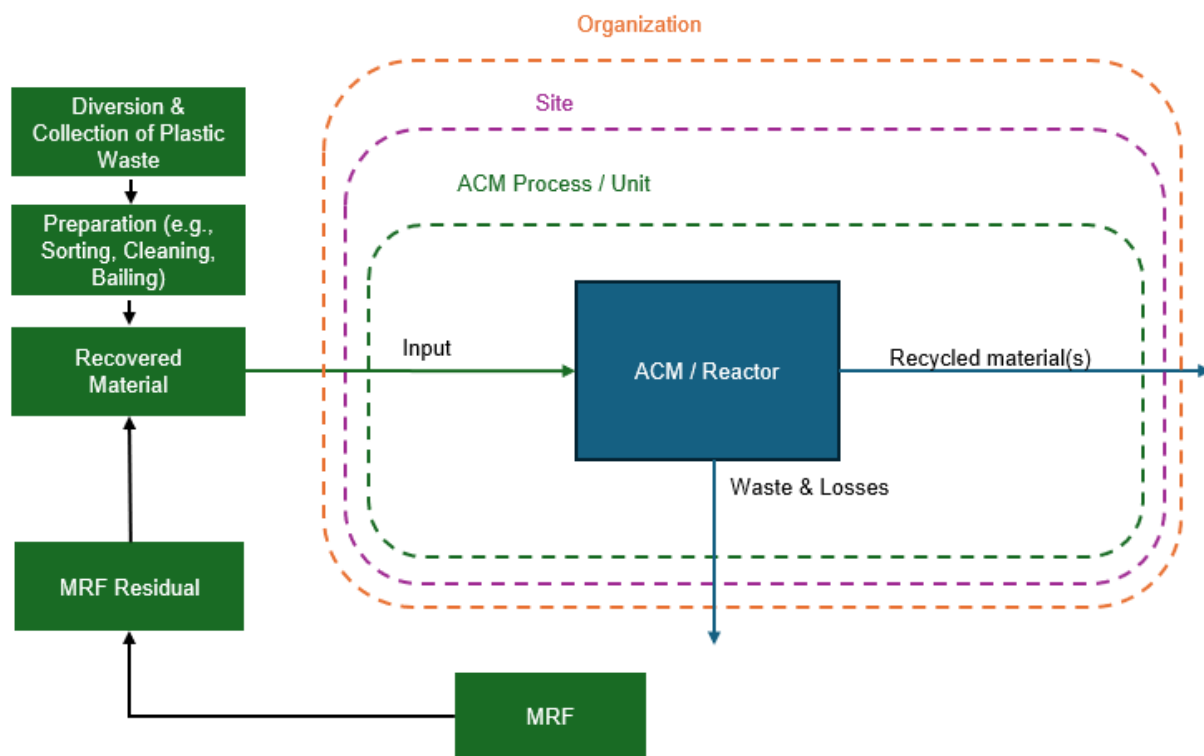 Organization
Diversion &
Collection of Plastic
Waste
Site
ACM Process / Unit
Preparation (e.g.,
Sorting, Cleaning,
Bailing)
Recovered
Material
Input
ACM / Reactor
Recycled material(s)
Waste & Losses
MRF Residual
MRF